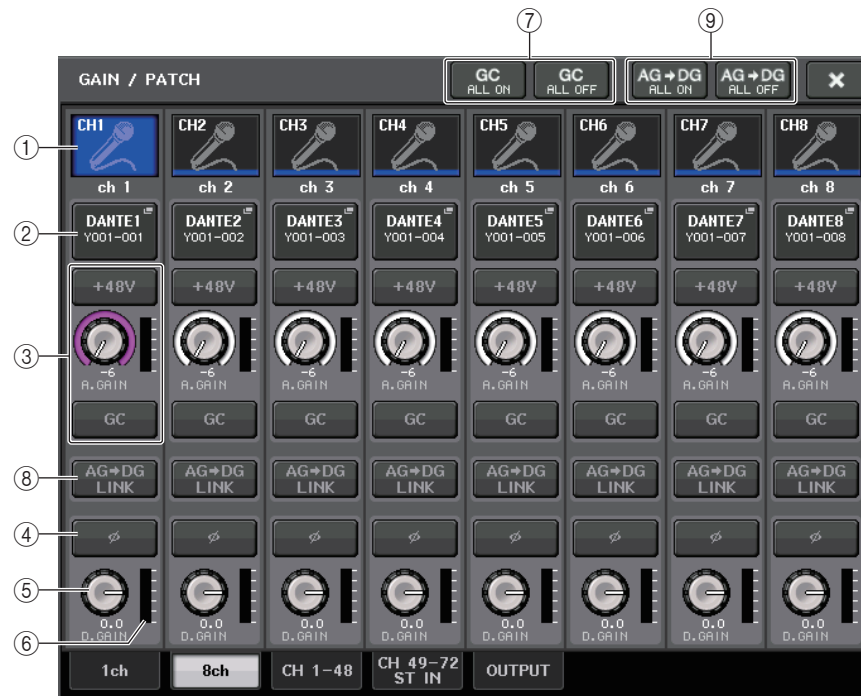 ⑦ ⑨
GAIN / PATCH GC ALL ON GC ALL OFF AG→DG ALL ON AG→DG ALL OFF ×
① CH1 CH2 CH3 CH4 CH5 CH6 CH7 CH8
ch 1 ch 2 ch 3 ch 4 ch 5 ch 6 ch 7 ch 8
② DANTE1 DANTE2 DANTE3 DANTE4 DANTE5 DANTE6 DANTE7 DANTE8
Y001-001 Y001-002 Y001-003 Y001-004 Y001-005 Y001-006 Y001-007 Y001-008
+48V +48V +48V +48V +48V +48V +48V +48V
③
-6 -6 -6 -6 -6 -6 -6 -6
A.GAIN A.GAIN A.GAIN A.GAIN A.GAIN A.GAIN A.GAIN A.GAIN
GC GC GC GC GC GC GC GC
⑧ AG→DG AG→DG AG→DG AG→DG AG→DG AG→DG AG→DG AG→DG
LINK LINK LINK LINK LINK LINK LINK LINK
④ ø ø ø ø ø ø ø ø
⑤
⑥ 0.0 0.0 0.0 0.0 0.0 0.0 0.0 0.0
D.GAIN D.GAIN D.GAIN D.GAIN D.GAIN D.GAIN D.GAIN D.GAIN
1ch 8ch CH 1-48 CH 49-72 ST IN OUTPUT